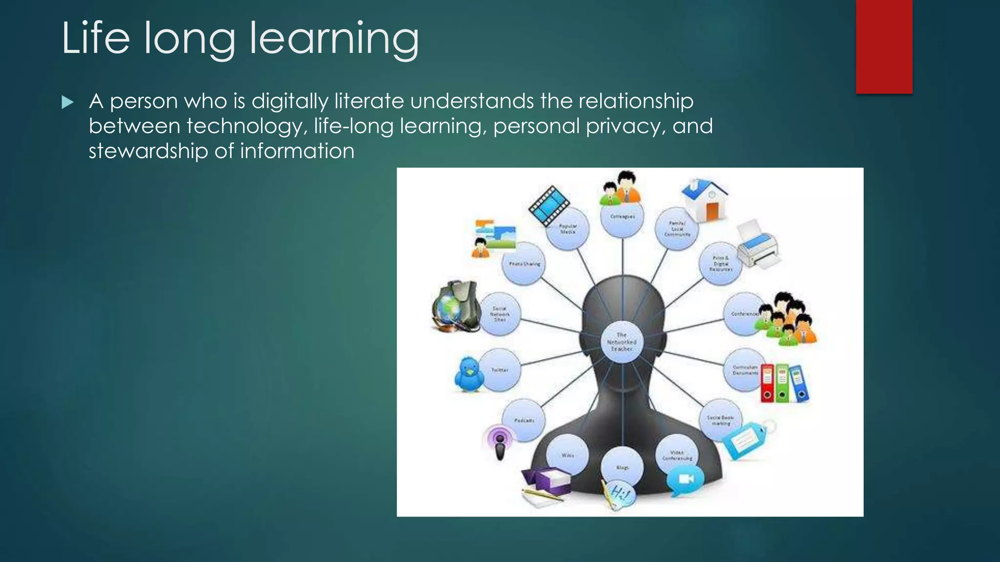 Life long learning
A person who is digitally literate understands the relationship
between technology, life-long learning, personal privacy, and
stewardship of information
Colleagues
Popular
Media
Family/
Local
Community
Photo Sharing
Print &
Digital
Resources
Social
Network
Sites
Conferences
The
Networked
Teacher
Twitter
Curriculum
Documents
Podcasts
Social Book-
marking
Wikis
Video
Conferencing
Blogs
Hi!